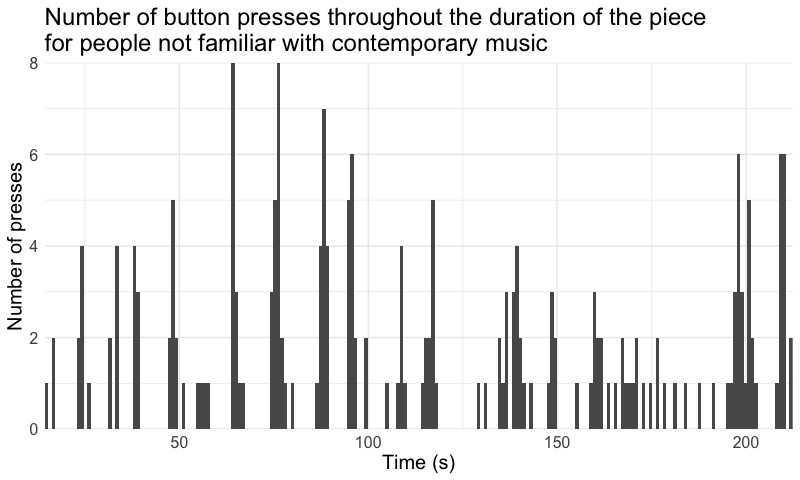 Number of button presses throughout the duration of the piece
for people not familiar with contemporary music
8
6
4
2
0
Number of presses
50 100 150 200
Time (s)